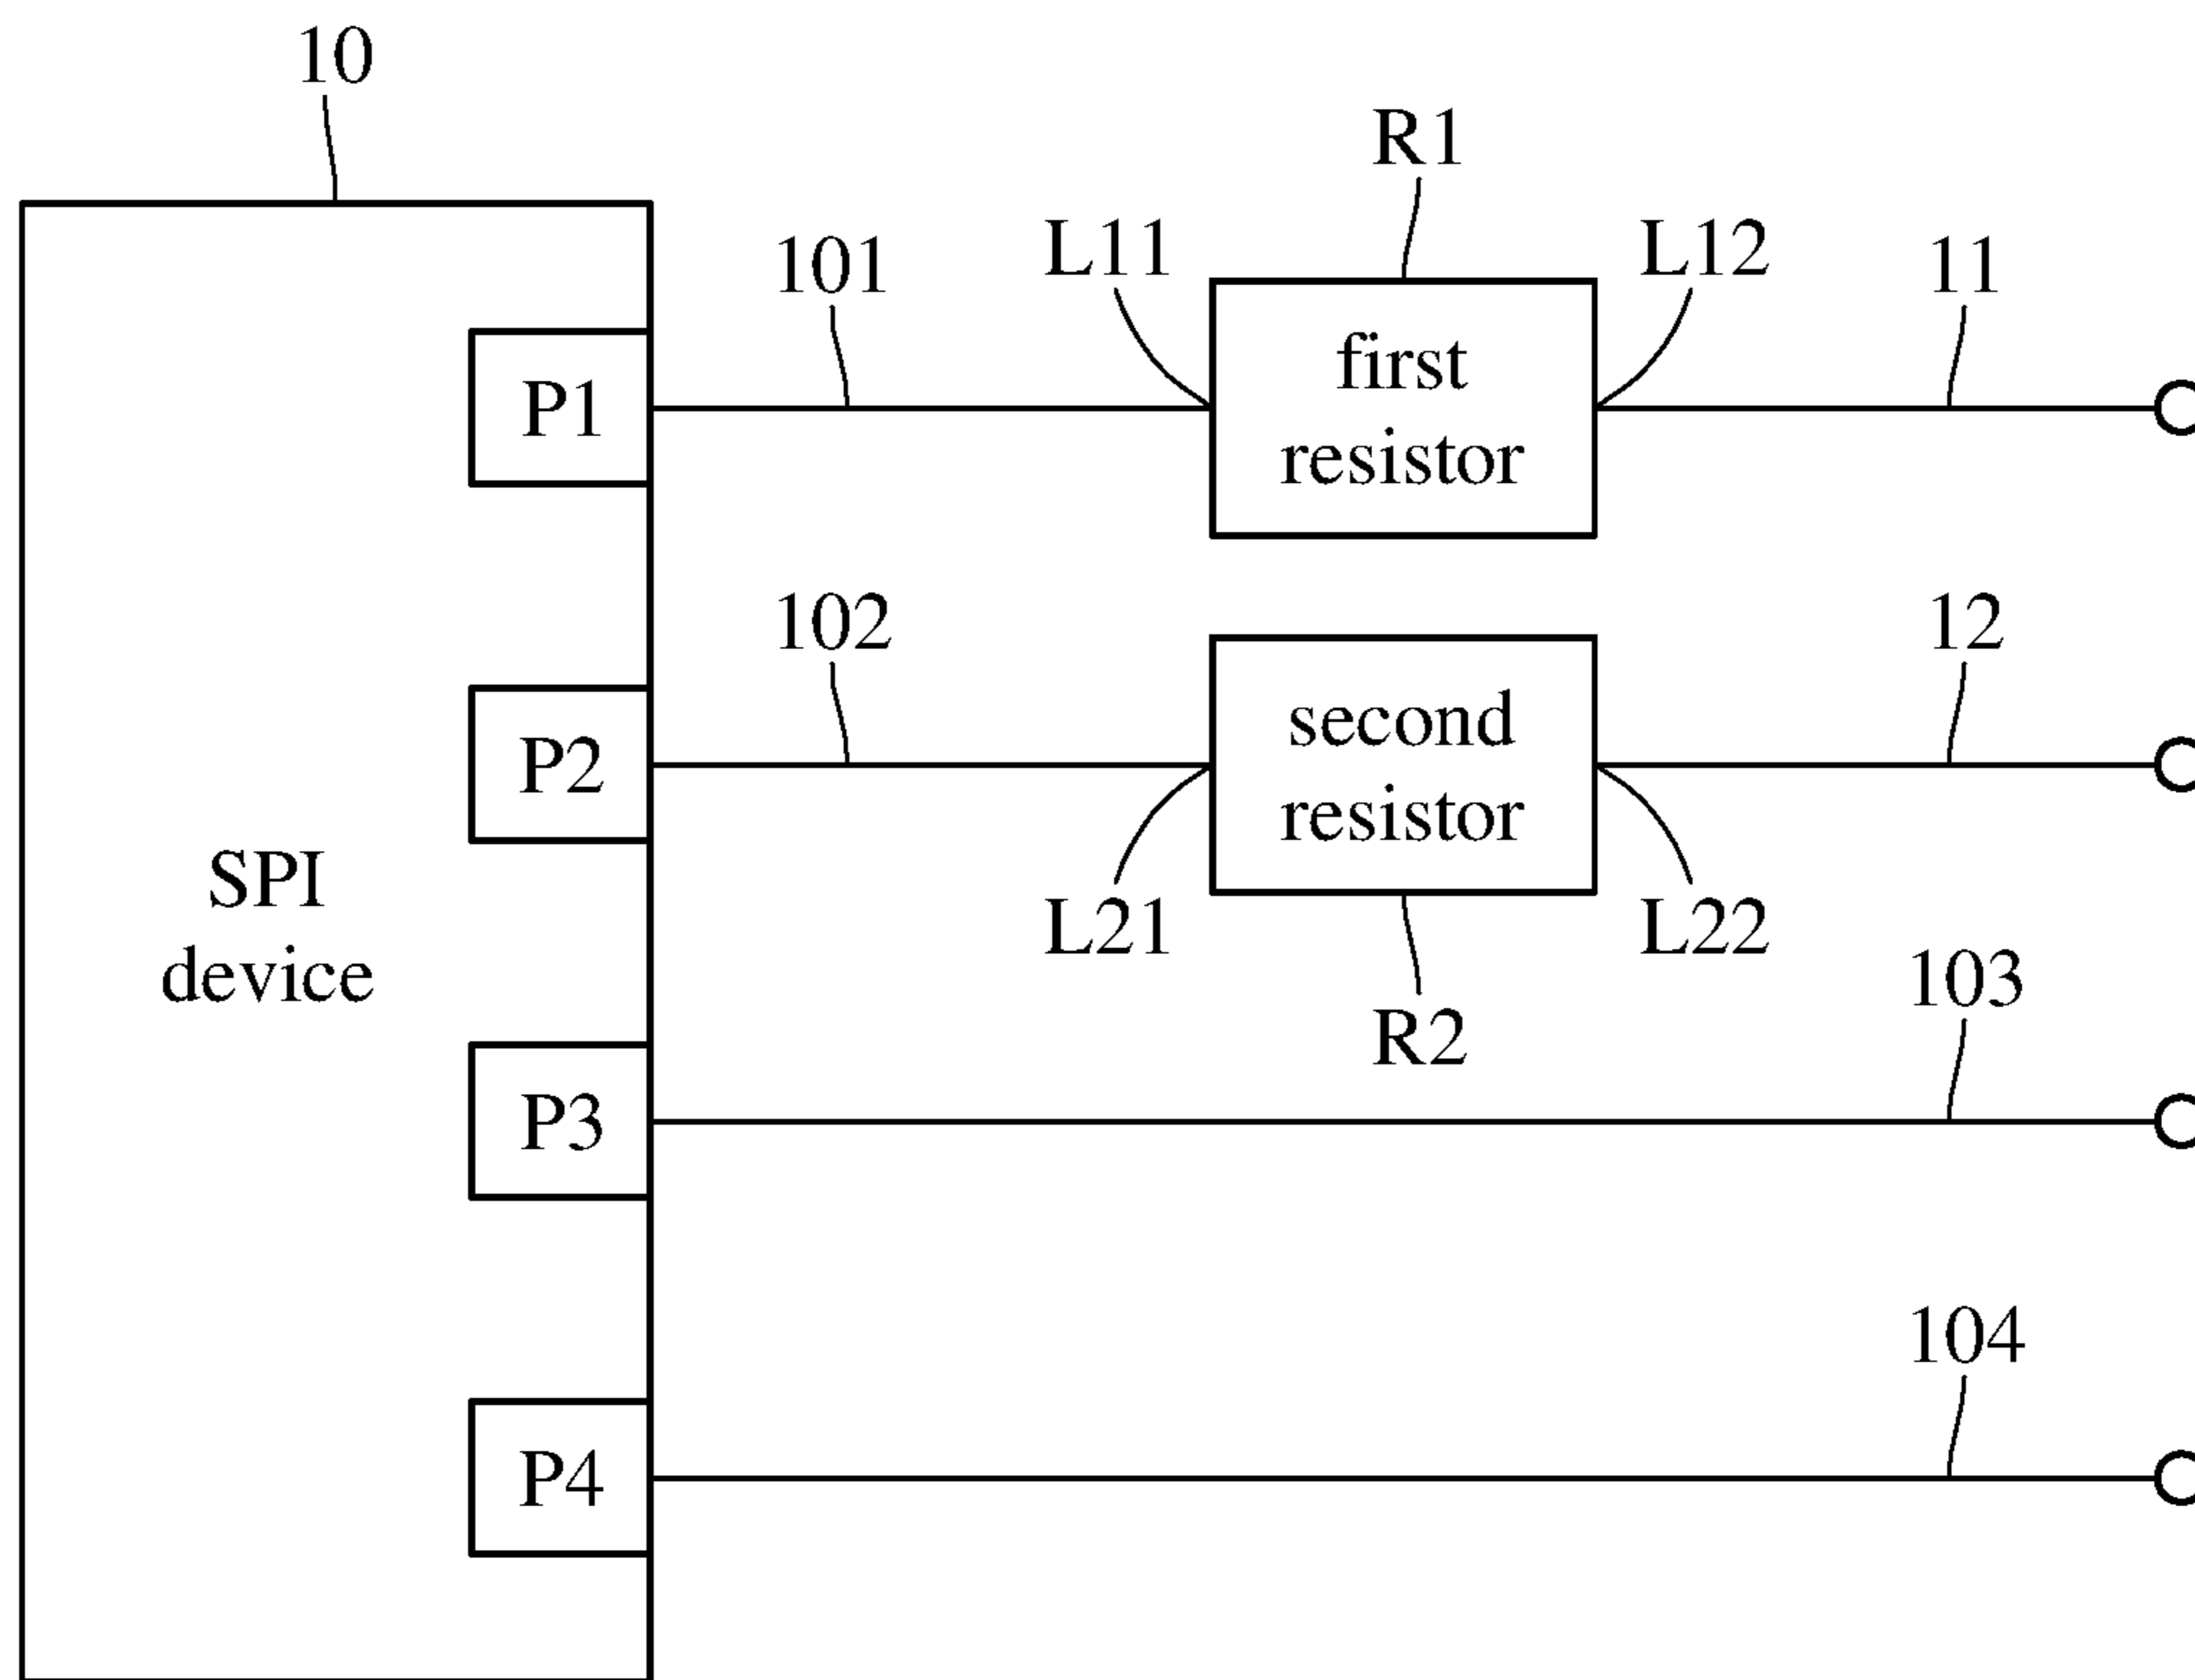 10
R1
L11
L12
101
11
first
resistor
P1
102
12
second
resistor
P2
SPI
device
L21
L22
R2
103
P3
104
P4